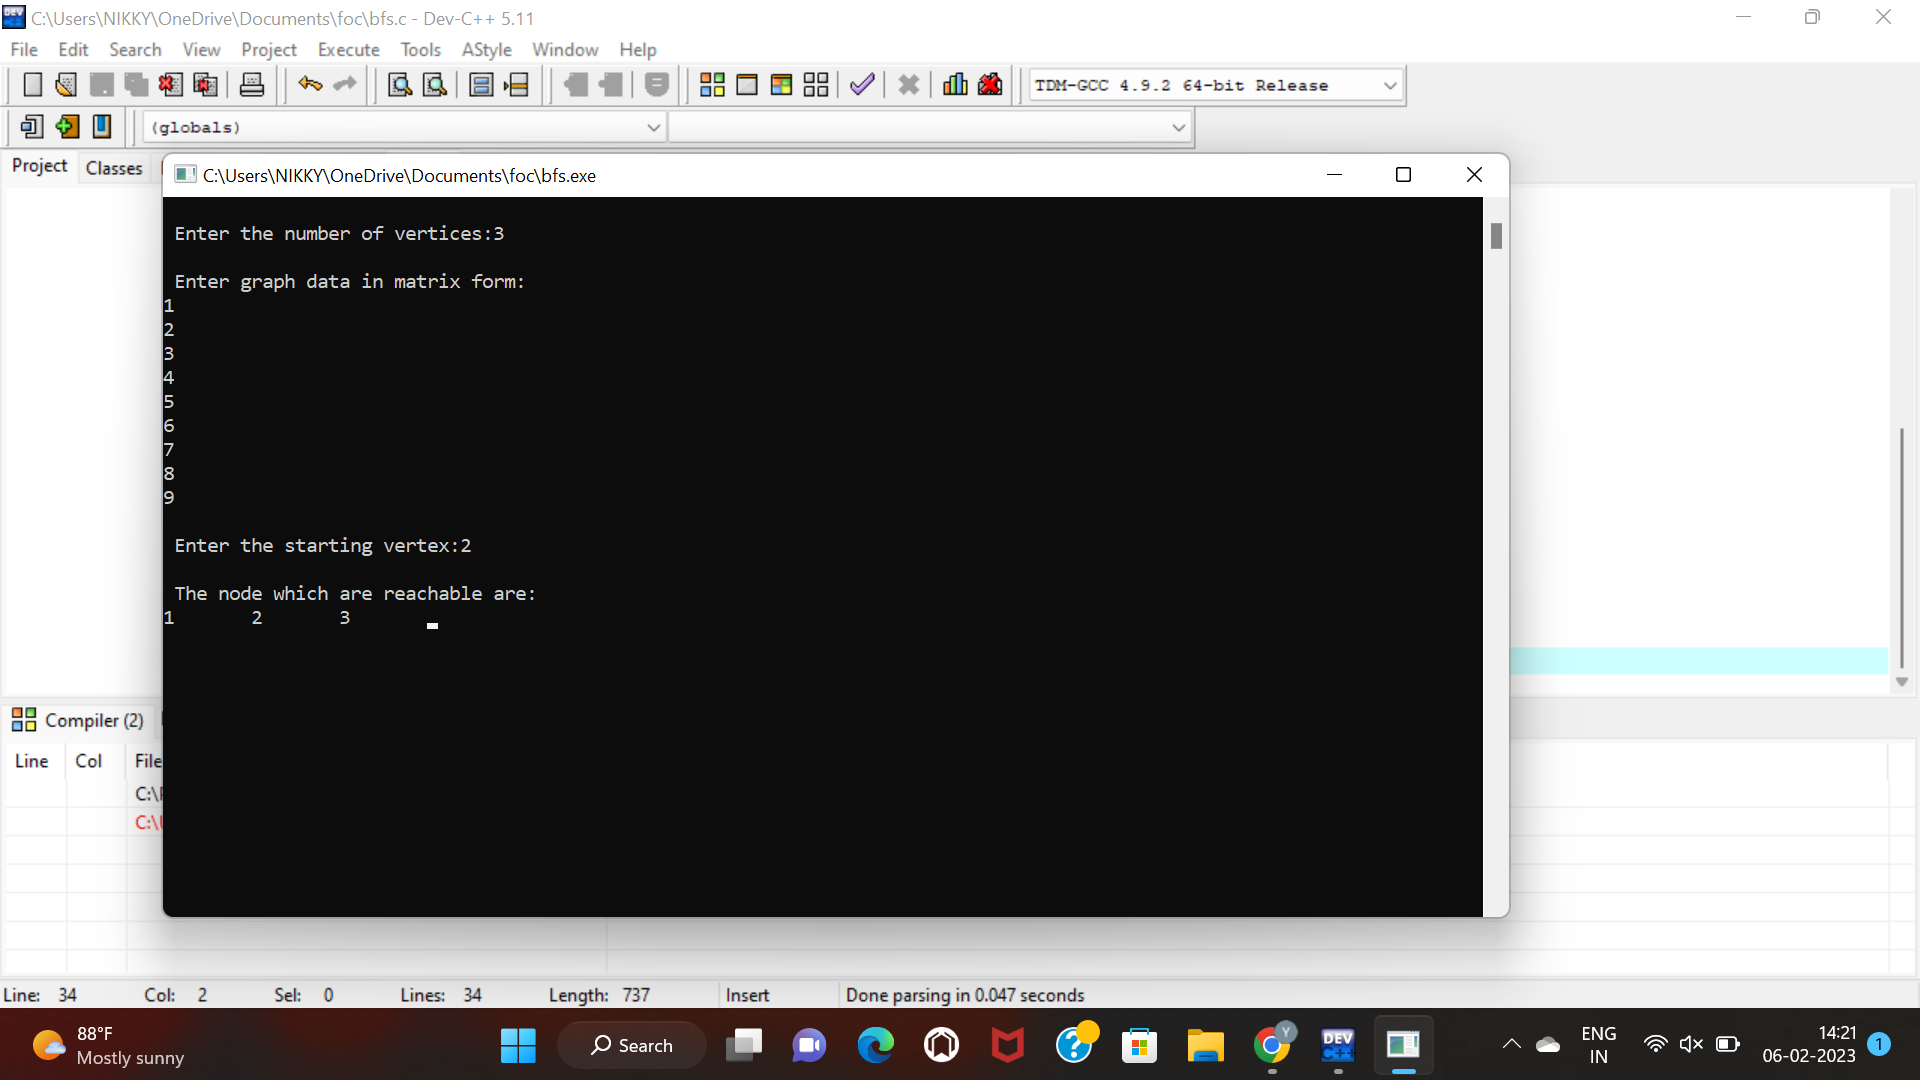 C:\Users\NIKKY\OneDrive\Documents\foc\bfs.c - Dev-C++ 5.11
File Edit Search View Project Execute Tools AStyle Window Help
TDM-GCC 4.9.2 64-bit Release
(globals)
Project Classes
C:\Users\NIKKY\OneDrive\Documents\foc\bfs.exe
Enter the number of vertices:3
Enter graph data in matrix form:
1
2
3
4
5
6
7
8
9
Enter the starting vertex:2
The node which are reachable are:
1 2 3
Compiler (2)
Line Col File
C:\
C:\
Line: 34 Col: 2 Sel: 0 Lines: 34 Length: 737 Insert Done parsing in 0.047 seconds
88°F
Mostly sunny
Search
DEV
C++
Y
ENG
IN
14:21
06-02-2023
1